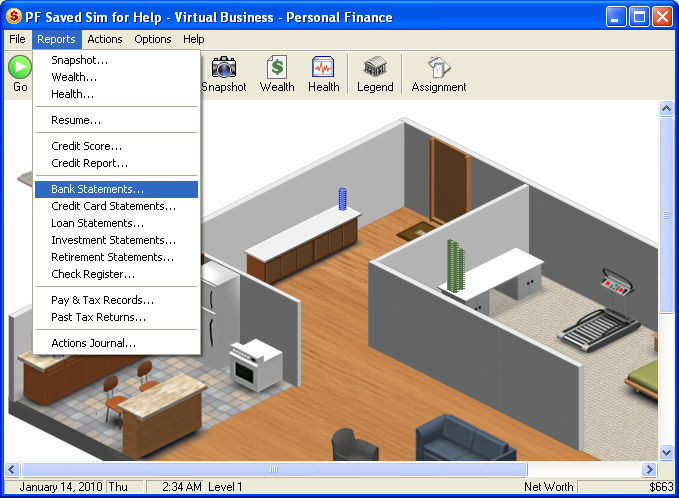 PF Saved Sim for Help - Virtual Business - Personal Finance
File Reports Actions Options Help
Go Snapshot Wealth Health Legend Assignment
Snapshot...
Wealth...
Health...
Resume...
Credit Score...
Credit Report...
Bank Statements...
Credit Card Statements...
Loan Statements...
Investment Statements...
Retirement Statements...
Check Register...
Pay & Tax Records...
Past Tax Returns...
Actions Journal...
January 14, 2010 Thu 2:34 AM Level 1 Net Worth $663